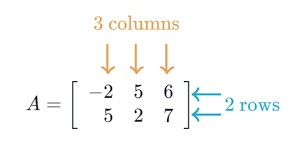 3 columns
A = [ −2 5 6
5 2 7 ]
2 rows